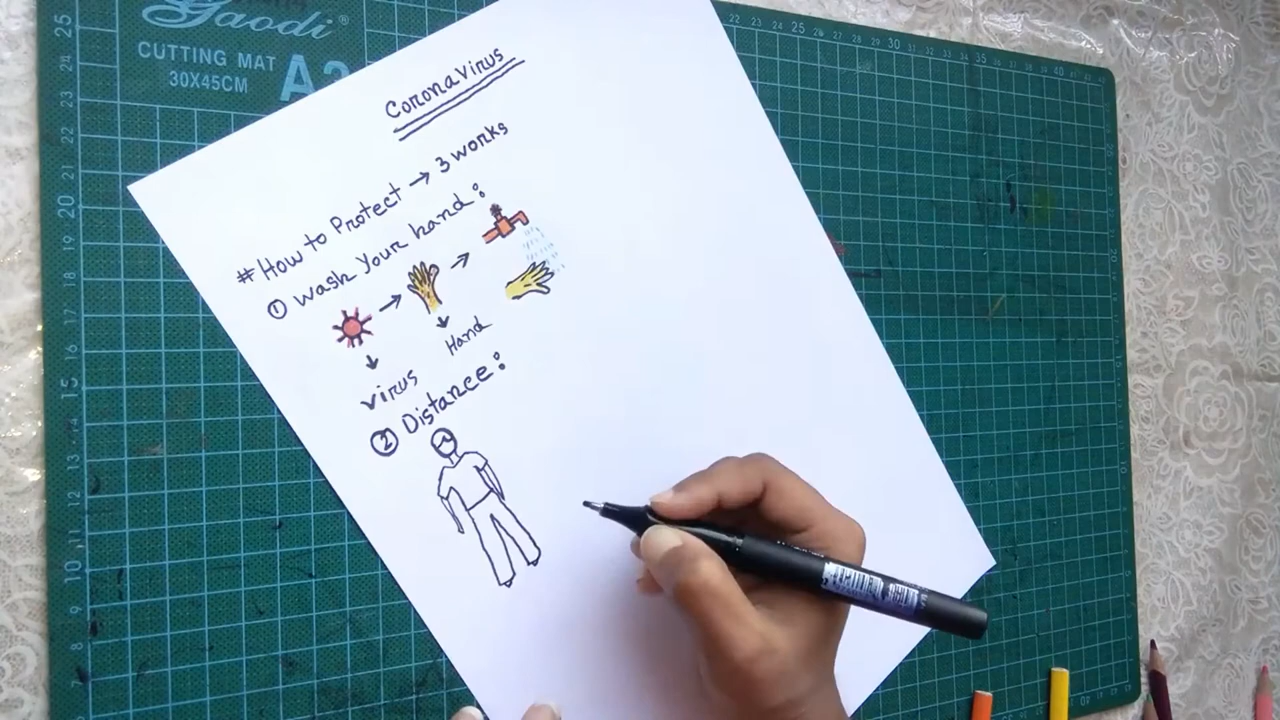 Gaodi®
CUTTING MAT
30X45CM
A3
CoronaVirus
# How to Protect → 3 works
① Wash Your hand:
Hand
virus
② Distance: